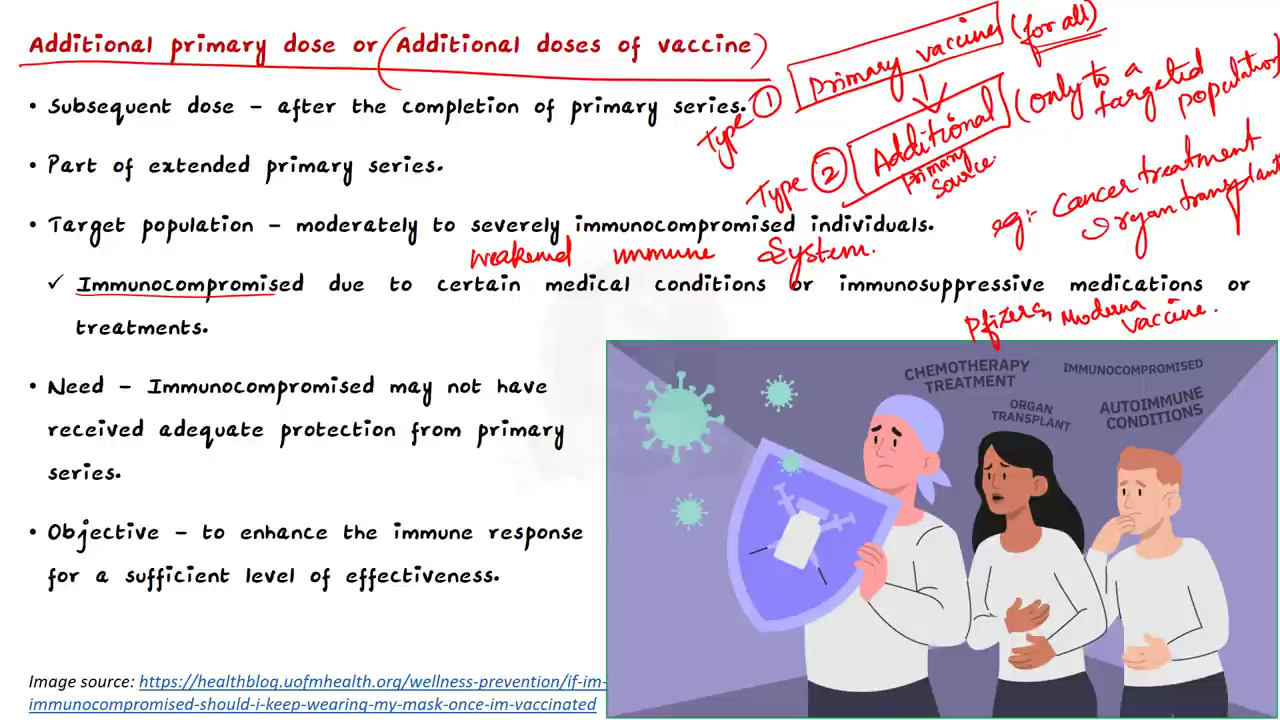 Additional primary dose or (Additional doses of vaccine)
• Subsequent dose – after the completion of primary series.
• Part of extended primary series.
• Target population – moderately to severely immunocompromised individuals.
weakened immune System.
✓ Immunocompromised due to certain medical conditions or immunosuppressive medications or
treatments.
• Need – Immunocompromised may not have
received adequate protection from primary
series.
• Objective – to enhance the immune response
for a sufficient level of effectiveness.
Type ① Primary vaccines (for all)
Type ② Additional (only to a
targeted
population)
primary
source.
eg:- Cancer treatment
Organ transplant
Pfizer & Moderna
vaccine.
CHEMOTHERAPY
TREATMENT
IMMUNOCOMPROMISED
ORGAN
TRANSPLANT
AUTOIMMUNE
CONDITIONS
Image source: https://healthblog.uofmhealth.org/wellness-prevention/if-im-
immunocompromised-should-i-keep-wearing-my-mask-once-im-vaccinated